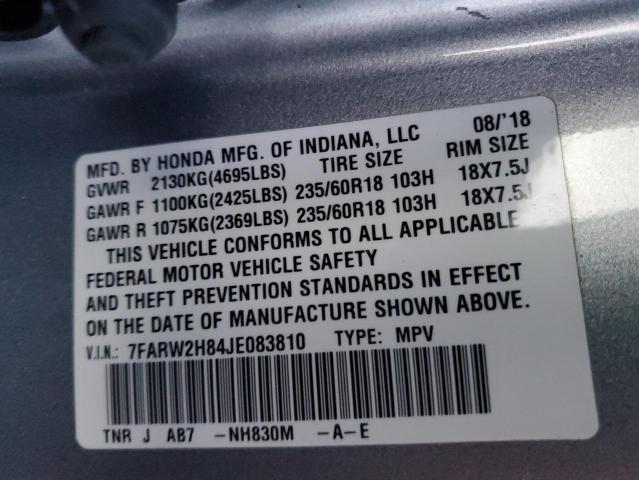 MFD. BY HONDA MFG. OF INDIANA, LLC 08/'18
GVWR 2130KG(4695LBS) TIRE SIZE RIM SIZE
GAWR F 1100KG(2425LBS) 235/60R18 103H 18X7.5J
GAWR R 1075KG(2369LBS) 235/60R18 103H 18X7.5J
THIS VEHICLE CONFORMS TO ALL APPLICABLE
FEDERAL MOTOR VEHICLE SAFETY
AND THEFT PREVENTION STANDARDS IN EFFECT
ON THE DATE OF MANUFACTURE SHOWN ABOVE.
V.I.N.: 7FARW2H84JE083810 TYPE: MPV
TNR J AB7 -NH830M -A-E